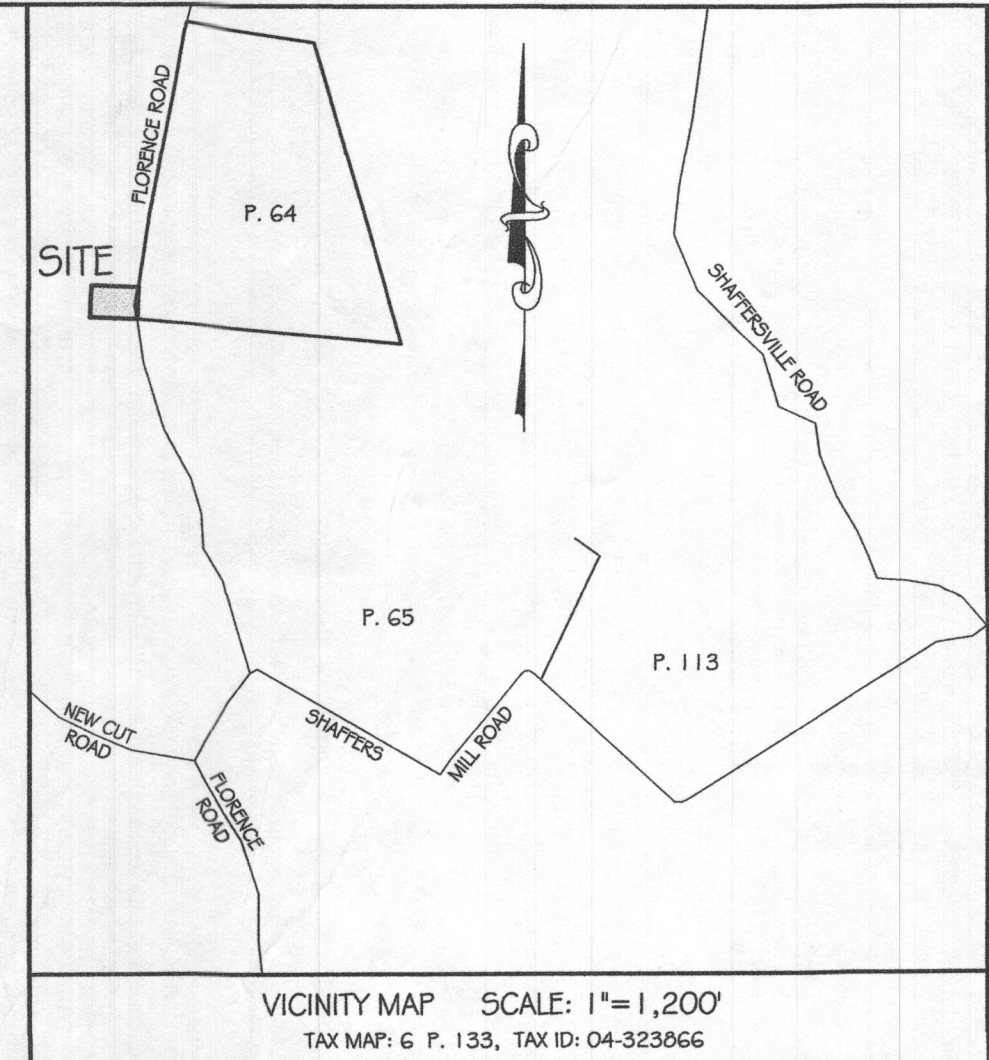 FLORENCE ROAD
P. 64
SITE
SHAFFERSVILLE ROAD
P. 65
P. 113
NEW CUT
ROAD
SHAFFERS
MILL ROAD
FLORENCE
ROAD
VICINITY MAP SCALE: 1"=1,200'
TAX MAP: 6 P. 133, TAX ID: 04-323866